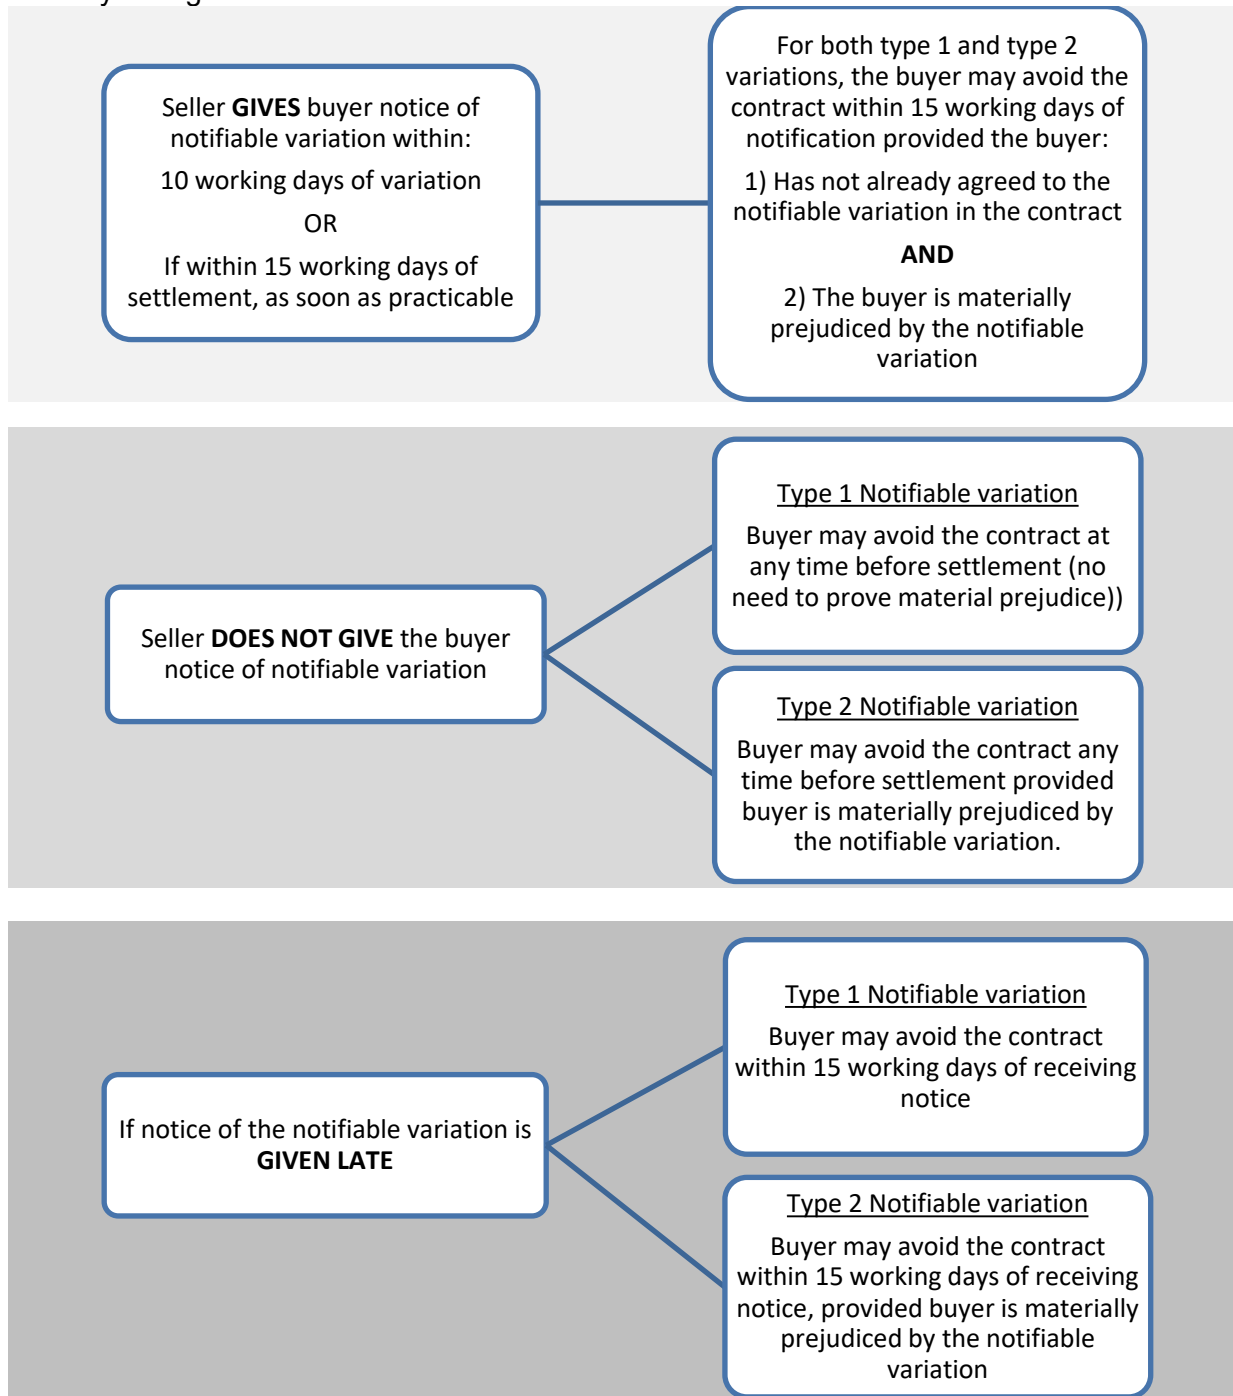 Seller GIVES buyer notice of
notifiable variation within:
10 working days of variation
OR
If within 15 working days of
settlement, as soon as practicable
For both type 1 and type 2
variations, the buyer may avoid the
contract within 15 working days of
notification provided the buyer:
1) Has not already agreed to the
notifiable variation in the contract
AND
2) The buyer is materially
prejudiced by the notifiable
variation
Seller DOES NOT GIVE the buyer
notice of notifiable variation
Type 1 Notifiable variation
Buyer may avoid the contract at
any time before settlement (no
need to prove material prejudice))
Type 2 Notifiable variation
Buyer may avoid the contract any
time before settlement provided
buyer is materially prejudiced by
the notifiable variation.
If notice of the notifiable variation is
GIVEN LATE
Type 1 Notifiable variation
Buyer may avoid the contract
within 15 working days of receiving
notice
Type 2 Notifiable variation
Buyer may avoid the contract
within 15 working days of receiving
notice, provided buyer is materially
prejudiced by the notifiable
variation